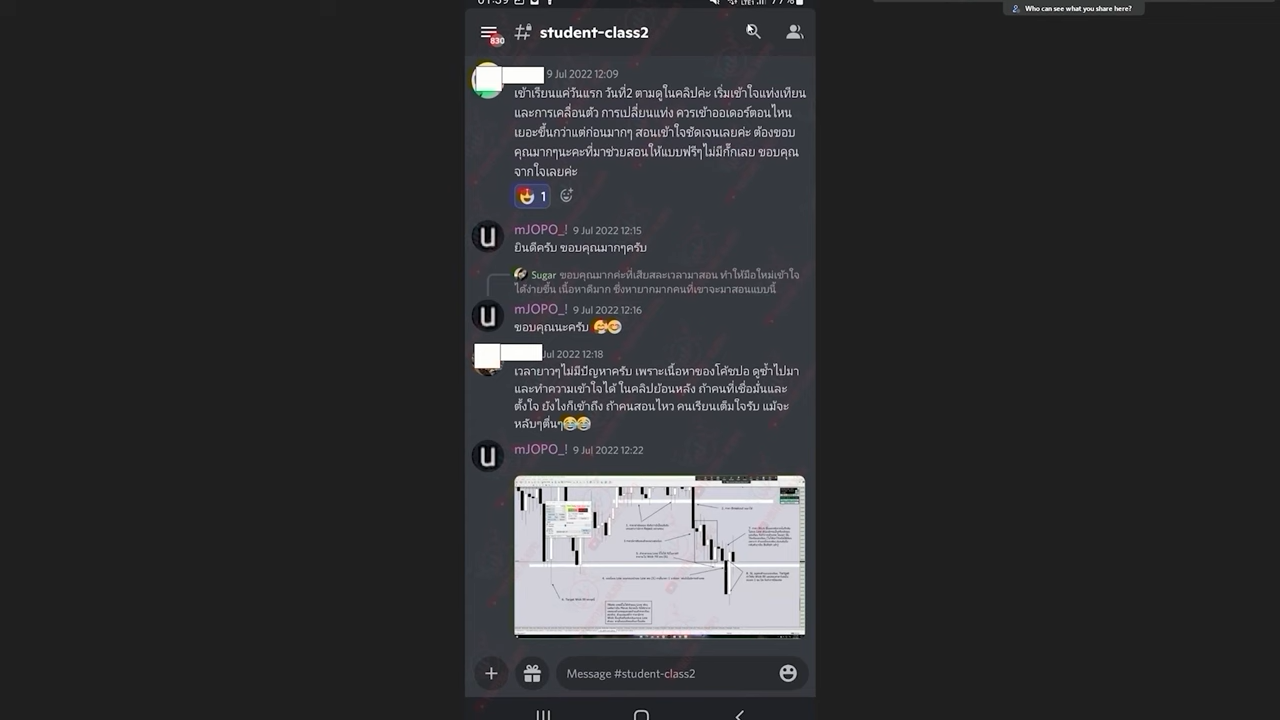 01:39
77%
Who can see what you share here?
830
student-class2
9 Jul 2022 12:09
เข้าเรียนแค่วันแรก วันที่2 ตามดูในคลิปค่ะ เริ่มเข้าใจแท่งเทียน
และการเคลื่อนตัว การเปลี่ยนแท่ง ควรเข้าออเดอร์ตอนไหน
เยอะขึ้นกว่าแต่ก่อนมากๆ สอนเข้าใจชัดเจนเลยค่ะ ต้องขอบ
คุณมากๆนะคะที่มาช่วยสอนให้แบบฟรีๆไม่มีกั๊กเลย ขอบคุณ
จากใจเลยค่ะ
1
mJOPO_! 9 Jul 2022 12:15
ยินดีครับ ขอบคุณมากๆครับ
Sugar ขอบคุณมากค่ะที่เสียสละเวลามาสอน ทำให้มือใหม่เข้าใจ
ได้ง่ายขึ้น เนื้อหาดีมาก ซึ่งหายากมากคนที่เขาจะมาสอนแบบนี้
mJOPO_! 9 Jul 2022 12:16
ขอบคุณนะครับ 🥰😊
Jul 2022 12:18
เวลายาวๆไม่มีปัญหาครับ เพราะเนื้อหาของโค้ชปอ ดูซ้ำไปมา
และทำความเข้าใจได้ ในคลิปย้อนหลัง ถ้าคนที่เชื่อมั่นและ
ตั้งใจ ยังไงก็เข้าถึง ถ้าคนสอนไหว คนเรียนเต็มใจรับ แม้จะ
หลับๆตื่นๆ😂😂
mJOPO_! 9 Jul 2022 12:22
Message #student-class2